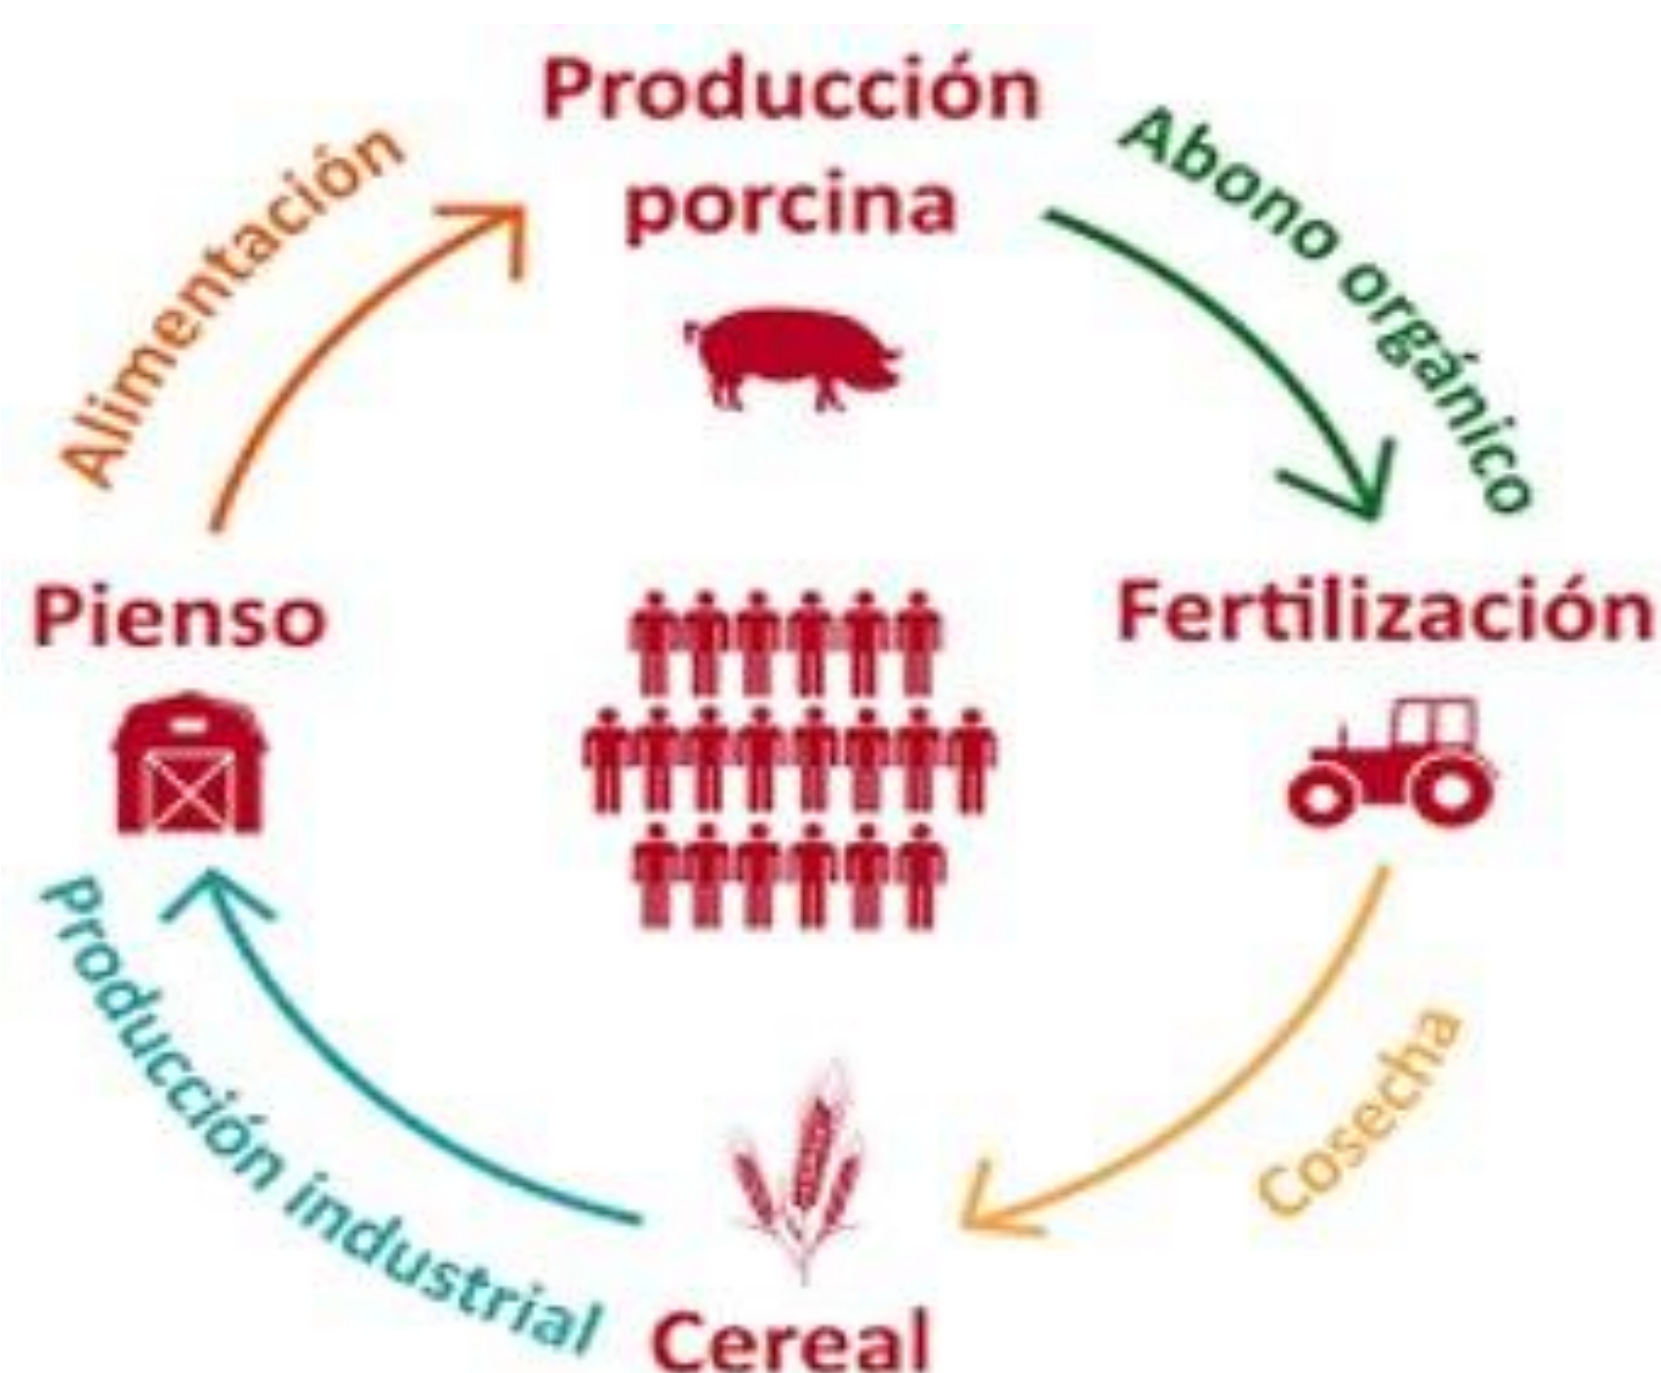 Producción
porcina
Abono orgánico
Fertilización
Cosecha
Cereal
Producción industrial
Pienso
Alimentación